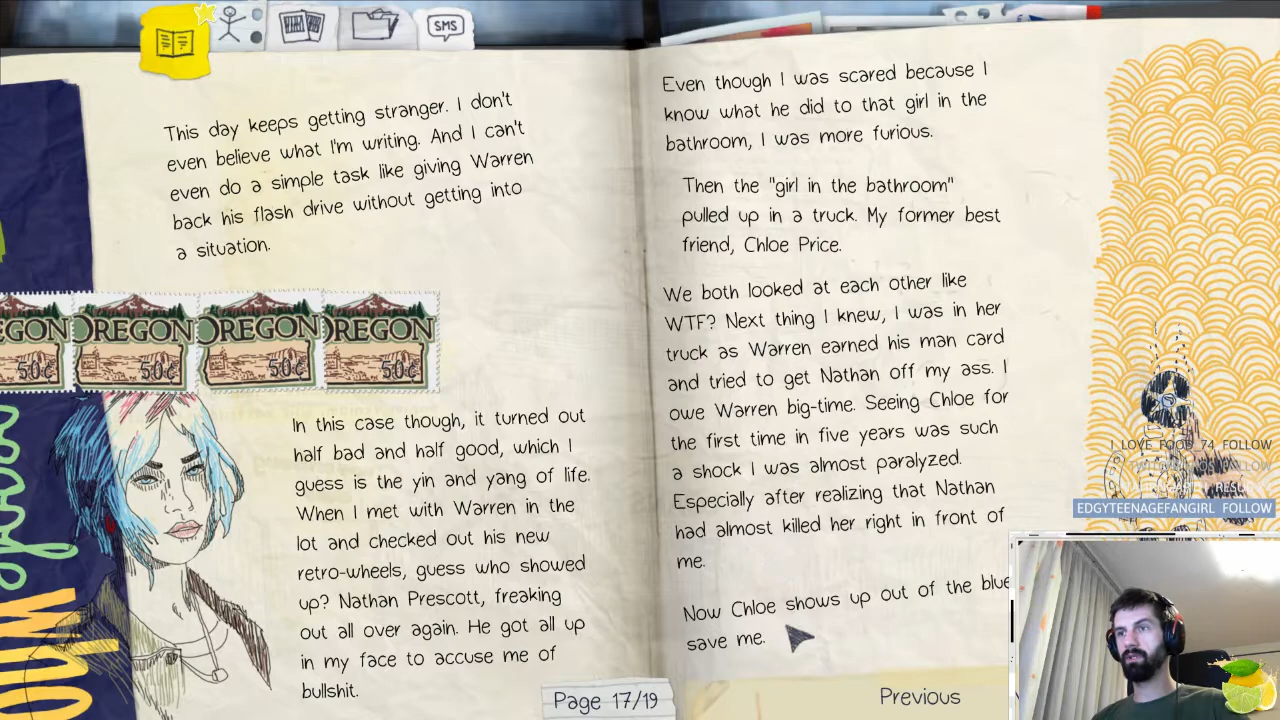 SMS
This day keeps getting stranger. I don't
even believe what I'm writing. And I can't
even do a simple task like giving Warren
back his flash drive without getting into
a situation.
EGON
50¢
OREGON
50¢
OREGON
50¢
OREGON
50¢
In this case though, it turned out
half bad and half good, which I
guess is the yin and yang of life.
When I met with Warren in the
lot and checked out his new
retro-wheels, guess who showed
up? Nathan Prescott, freaking
out all over again. He got all up
in my face to accuse me of
bullshit.
who
Page 17/19
Even though I was scared because I
know what he did to that girl in the
bathroom, I was more furious.
Then the "girl in the bathroom"
pulled up in a truck. My former best
friend, Chloe Price.
We both looked at each other like
WTF? Next thing I knew, I was in her
truck as Warren earned his man card
and tried to get Nathan off my ass. I
owe Warren big-time. Seeing Chloe for
the first time in five years was such
a shock I was almost paralyzed.
Especially after realizing that Nathan
had almost killed her right in front of
me.
Now Chloe shows up out of the blue
save me.
Previous
I_LOVE_FOOD_74 FOLLOW
FOLLOW
EDGYTEENAGEFANGIRL FOLLOW